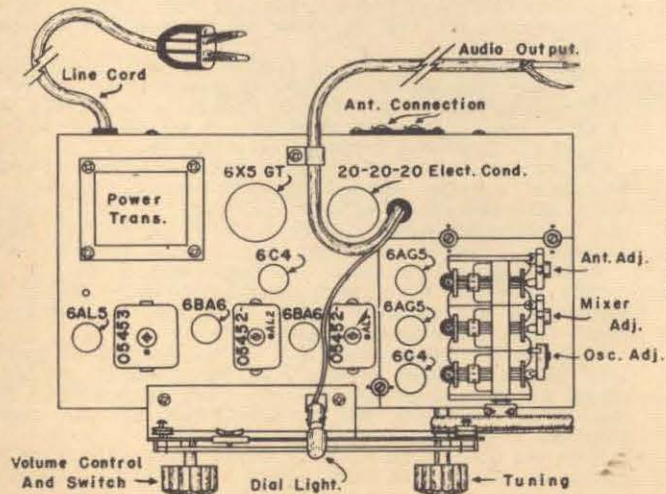 Audio Output.
Line Cord
Ant. Connection
6X5 GT
20-20-20 Elect. Cond.
Power
Trans.
6C4
6AG5
Ant. Adj.
6AL5
05453
6BA6
05452-
AL2
6BA6
05452-
6AG5
Mixer
Adj.
6C4
Osc. Adj.
Volume Control
And Switch
Dial Light.
Tuning